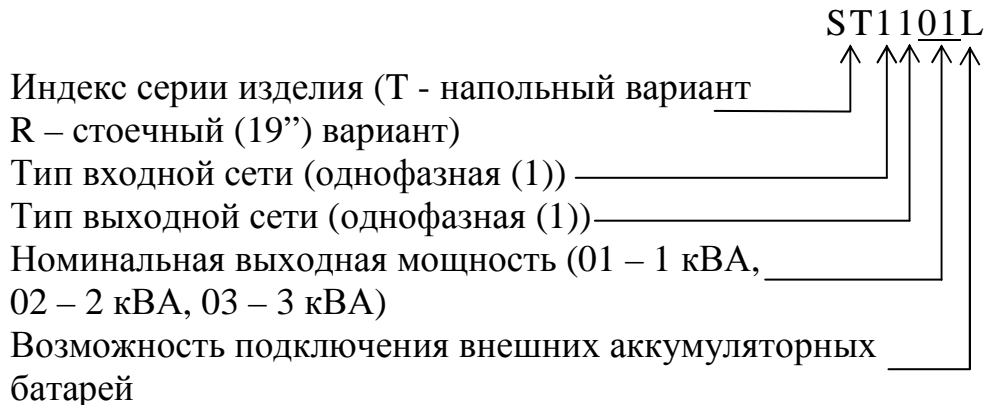 ST1101L
Индекс серии изделия (T - напольный вариант
R – стоечный (19”) вариант)
Тип входной сети (однофазная (1))
Тип выходной сети (однофазная (1))
Номинальная выходная мощность (01 – 1 кВА,
02 – 2 кВА, 03 – 3 кВА)
Возможность подключения внешних аккумуляторных
батарей